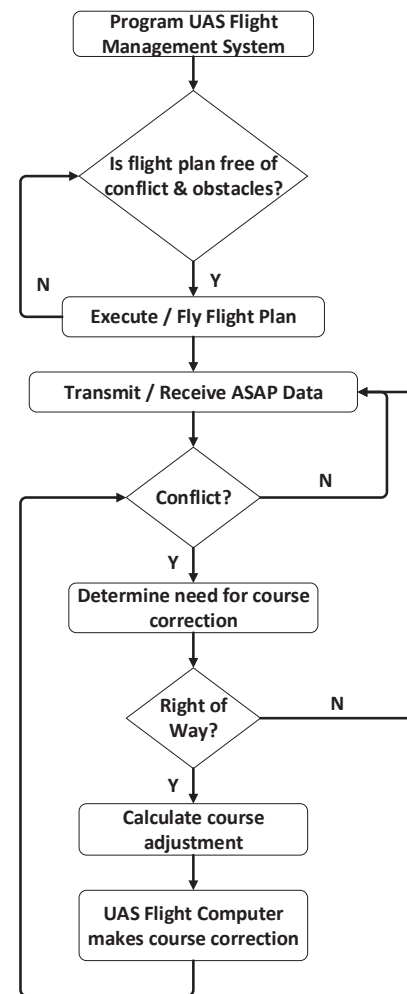 Program UAS Flight
Management System
Is flight plan free of
conflict & obstacles?
N
Y
Execute / Fly Flight Plan
Transmit / Receive ASAP Data
Conflict?
N
Y
Determine need for course
correction
Right of
Way?
N
Y
Calculate course
adjustment
UAS Flight Computer
makes course correction